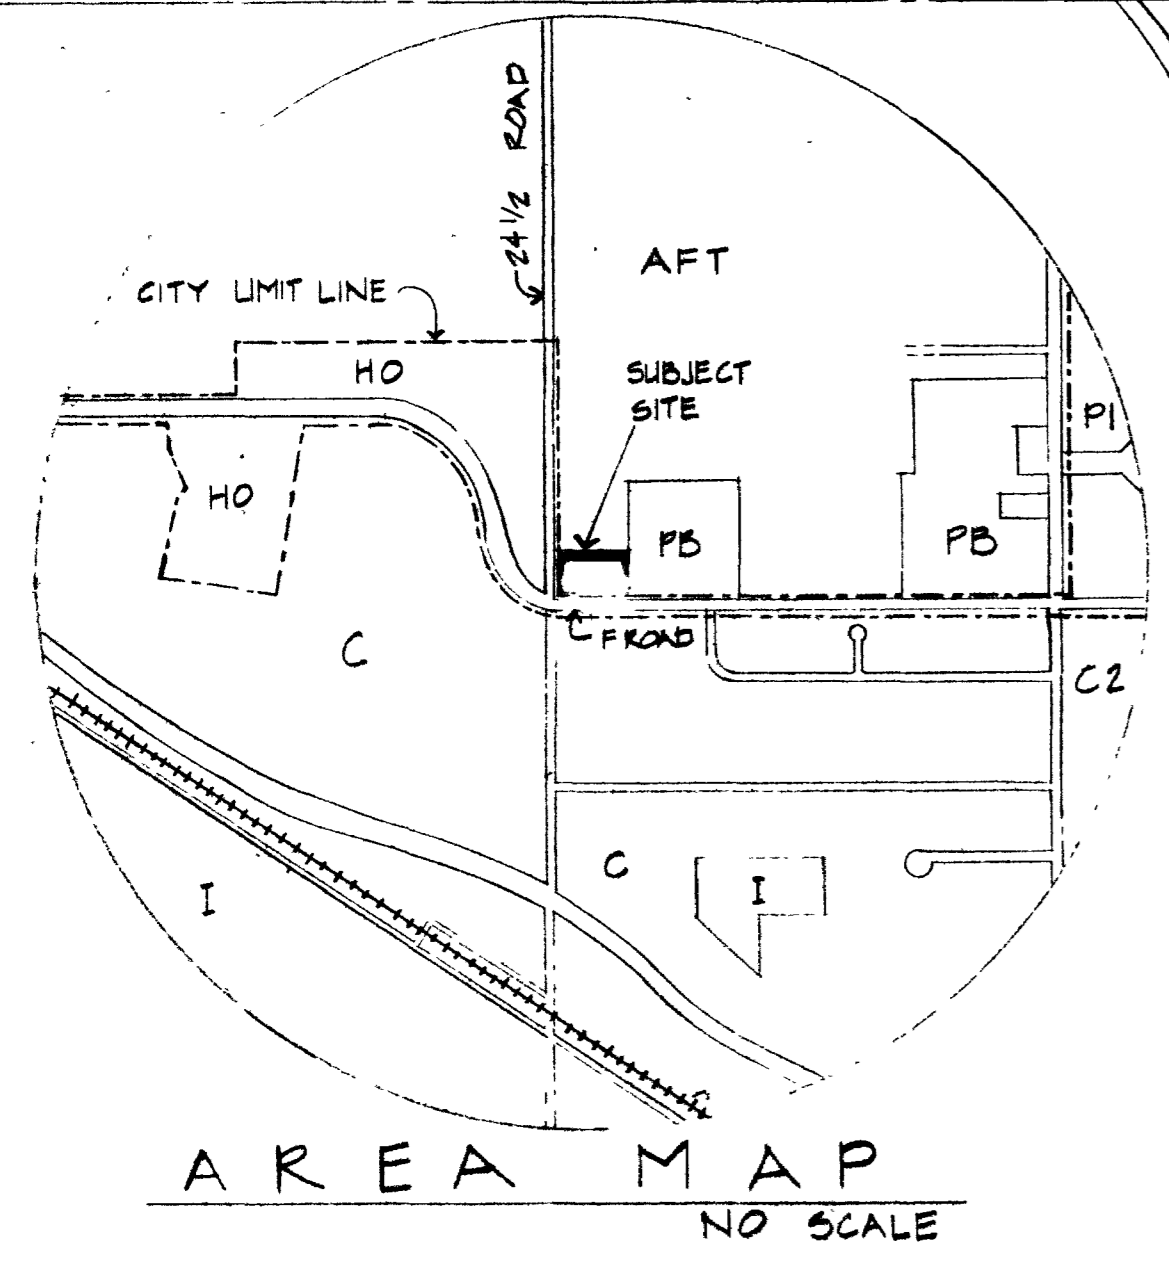 24 1/2 ROAD
AFT
CITY LIMIT LINE
HO
SUBJECT
SITE
P1
HO
PB
PB
F ROAD
C
C2
C
I
I
AREA MAP
NO SCALE